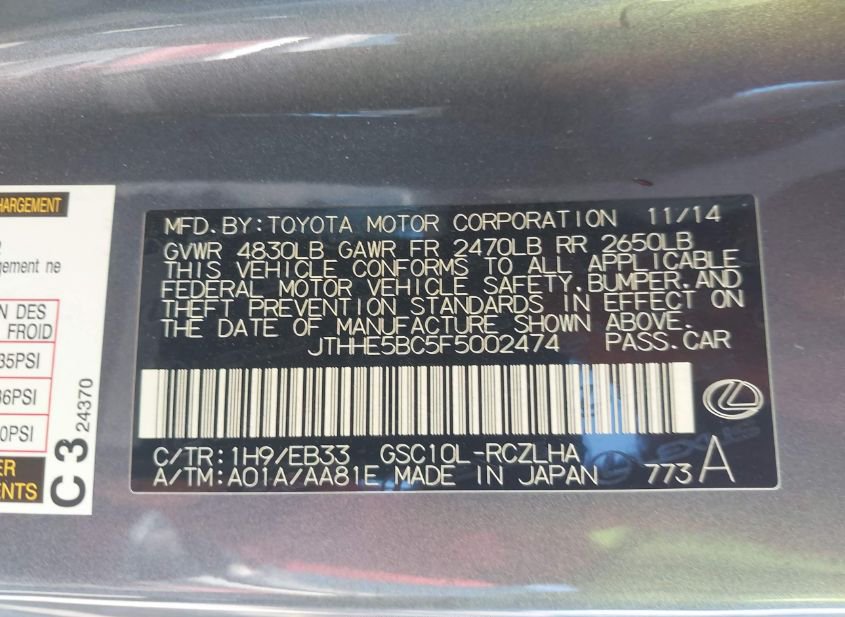 HARGEMENT
gement ne
N DES
FROID
35PSI
36PSI
0PSI
ER
ENTS
C3
24370
MFD. BY: TOYOTA MOTOR CORPORATION 11/14
GVWR 4830LB GAWR FR 2470LB RR 2650LB
THIS VEHICLE CONFORMS TO ALL APPLICABLE
FEDERAL MOTOR VEHICLE SAFETY, BUMPER, AND
THEFT PREVENTION STANDARDS IN EFFECT ON
THE DATE OF MANUFACTURE SHOWN ABOVE.
JTHHE5BC5F5002474 PASS.CAR
C/TR: 1H9/EB33 GSC10L-RCZLHA
A/TM: A01A/AA81E MADE IN JAPAN 773 A